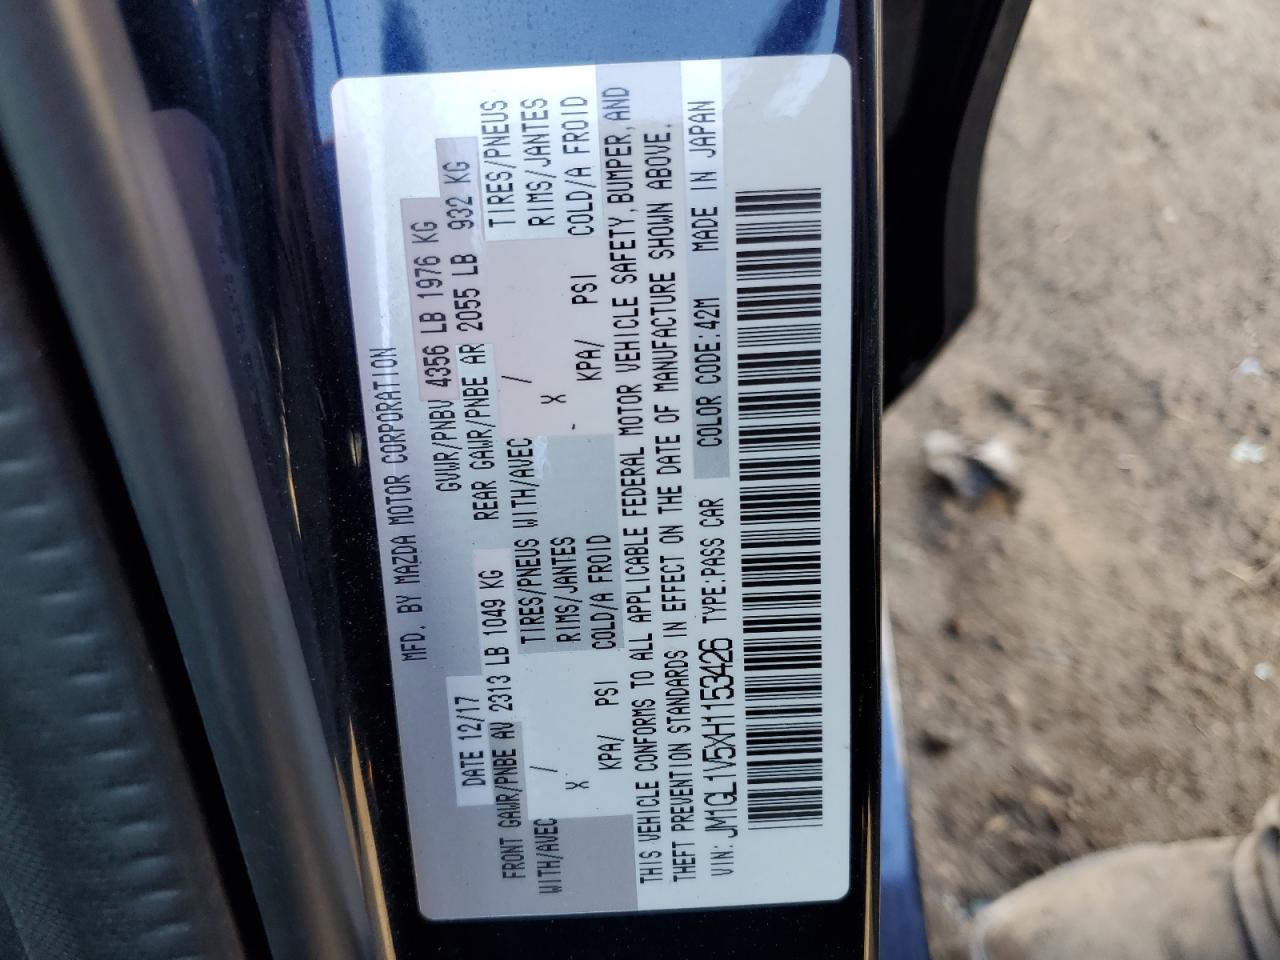 MFD. BY MAZDA MOTOR CORPORATION
DATE 12/17 GVWR/PNBV 4356 LB 1976 KG
FRONT GAWR/PNBE AV 2313 LB 1049 KG REAR GAWR/PNBE AR 2055 LB 932 KG
WITH/AVEC / TIRES/PNEUS WITH/AVEC / TIRES/PNEUS
X RIMS/JANTES - X RIMS/JANTES
KPA/ PSI COLD/A FROID KPA/ PSI COLD/A FROID
THIS VEHICLE CONFORMS TO ALL APPLICABLE FEDERAL MOTOR VEHICLE SAFETY, BUMPER, AND
THEFT PREVENTION STANDARDS IN EFFECT ON THE DATE OF MANUFACTURE SHOWN ABOVE.
VIN: JM1GL1V5XH1153426 TYPE:PASS CAR COLOR CODE:42M MADE IN JAPAN